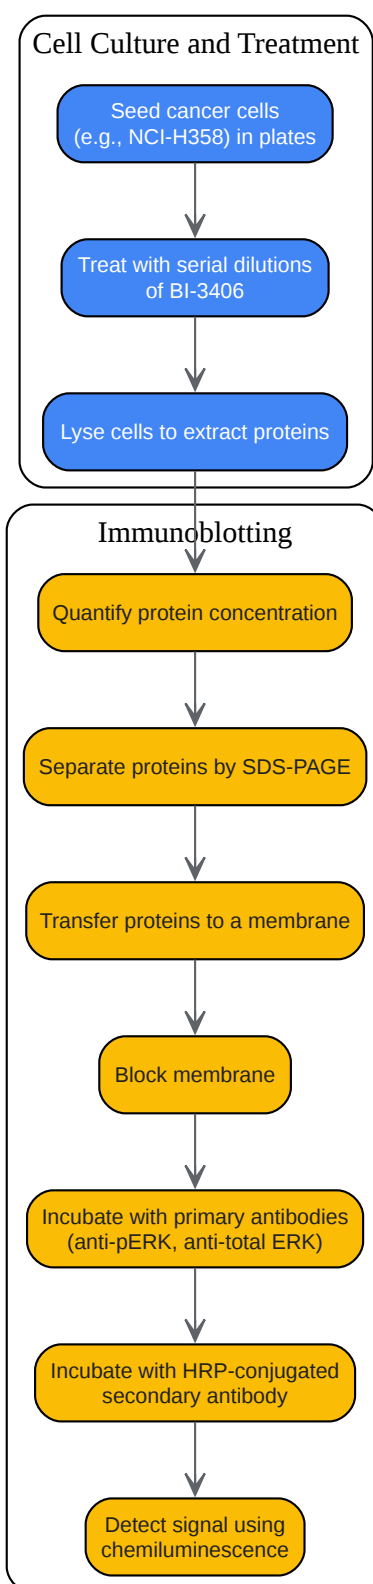 Cell Culture and Treatment
Seed cancer cells
(e.g., NCI-H358) in plates
Treat with serial dilutions
of BI-3406
Lyse cells to extract proteins
Immunoblotting
Quantify protein concentration
Separate proteins by SDS-PAGE
Transfer proteins to a membrane
Block membrane
Incubate with primary antibodies
(anti-pERK, anti-total ERK)
Incubate with HRP-conjugated
secondary antibody
Detect signal using
chemiluminescence